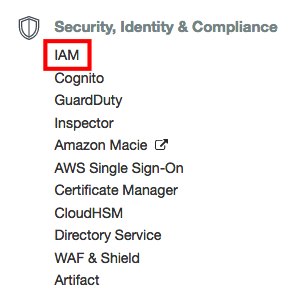 Security, Identity & Compliance
IAM
Cognito
GuardDuty
Inspector
Amazon Macie
AWS Single Sign-On
Certificate Manager
CloudHSM
Directory Service
WAF & Shield
Artifact